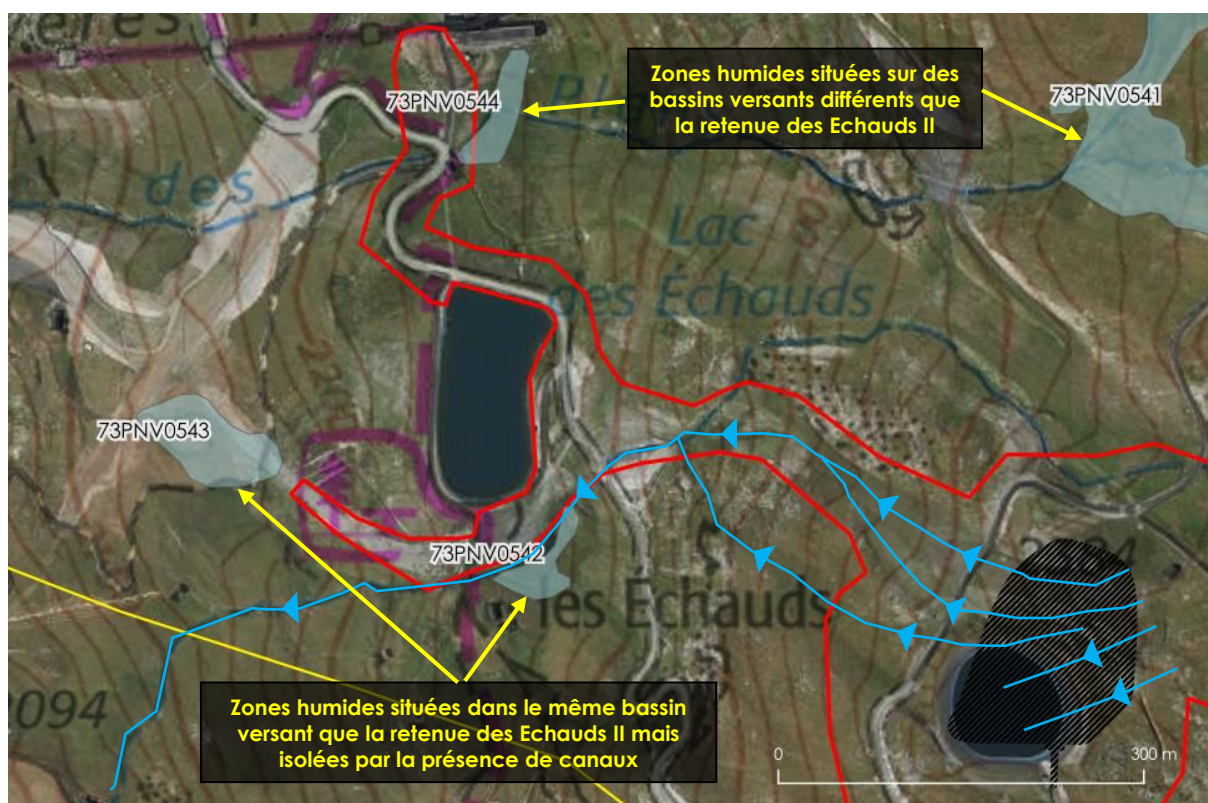 73PNV0544
Zones humides situées sur des
bassins versants différents que
la retenue des Echauds II
73PNV0541
des
Lac
des Échauds
73PNV0543
73PNV0542
les Echauds
2094
Zones humides situées dans le même bassin
versant que la retenue des Echauds II mais
isolées par la présence de canaux
0
300 m